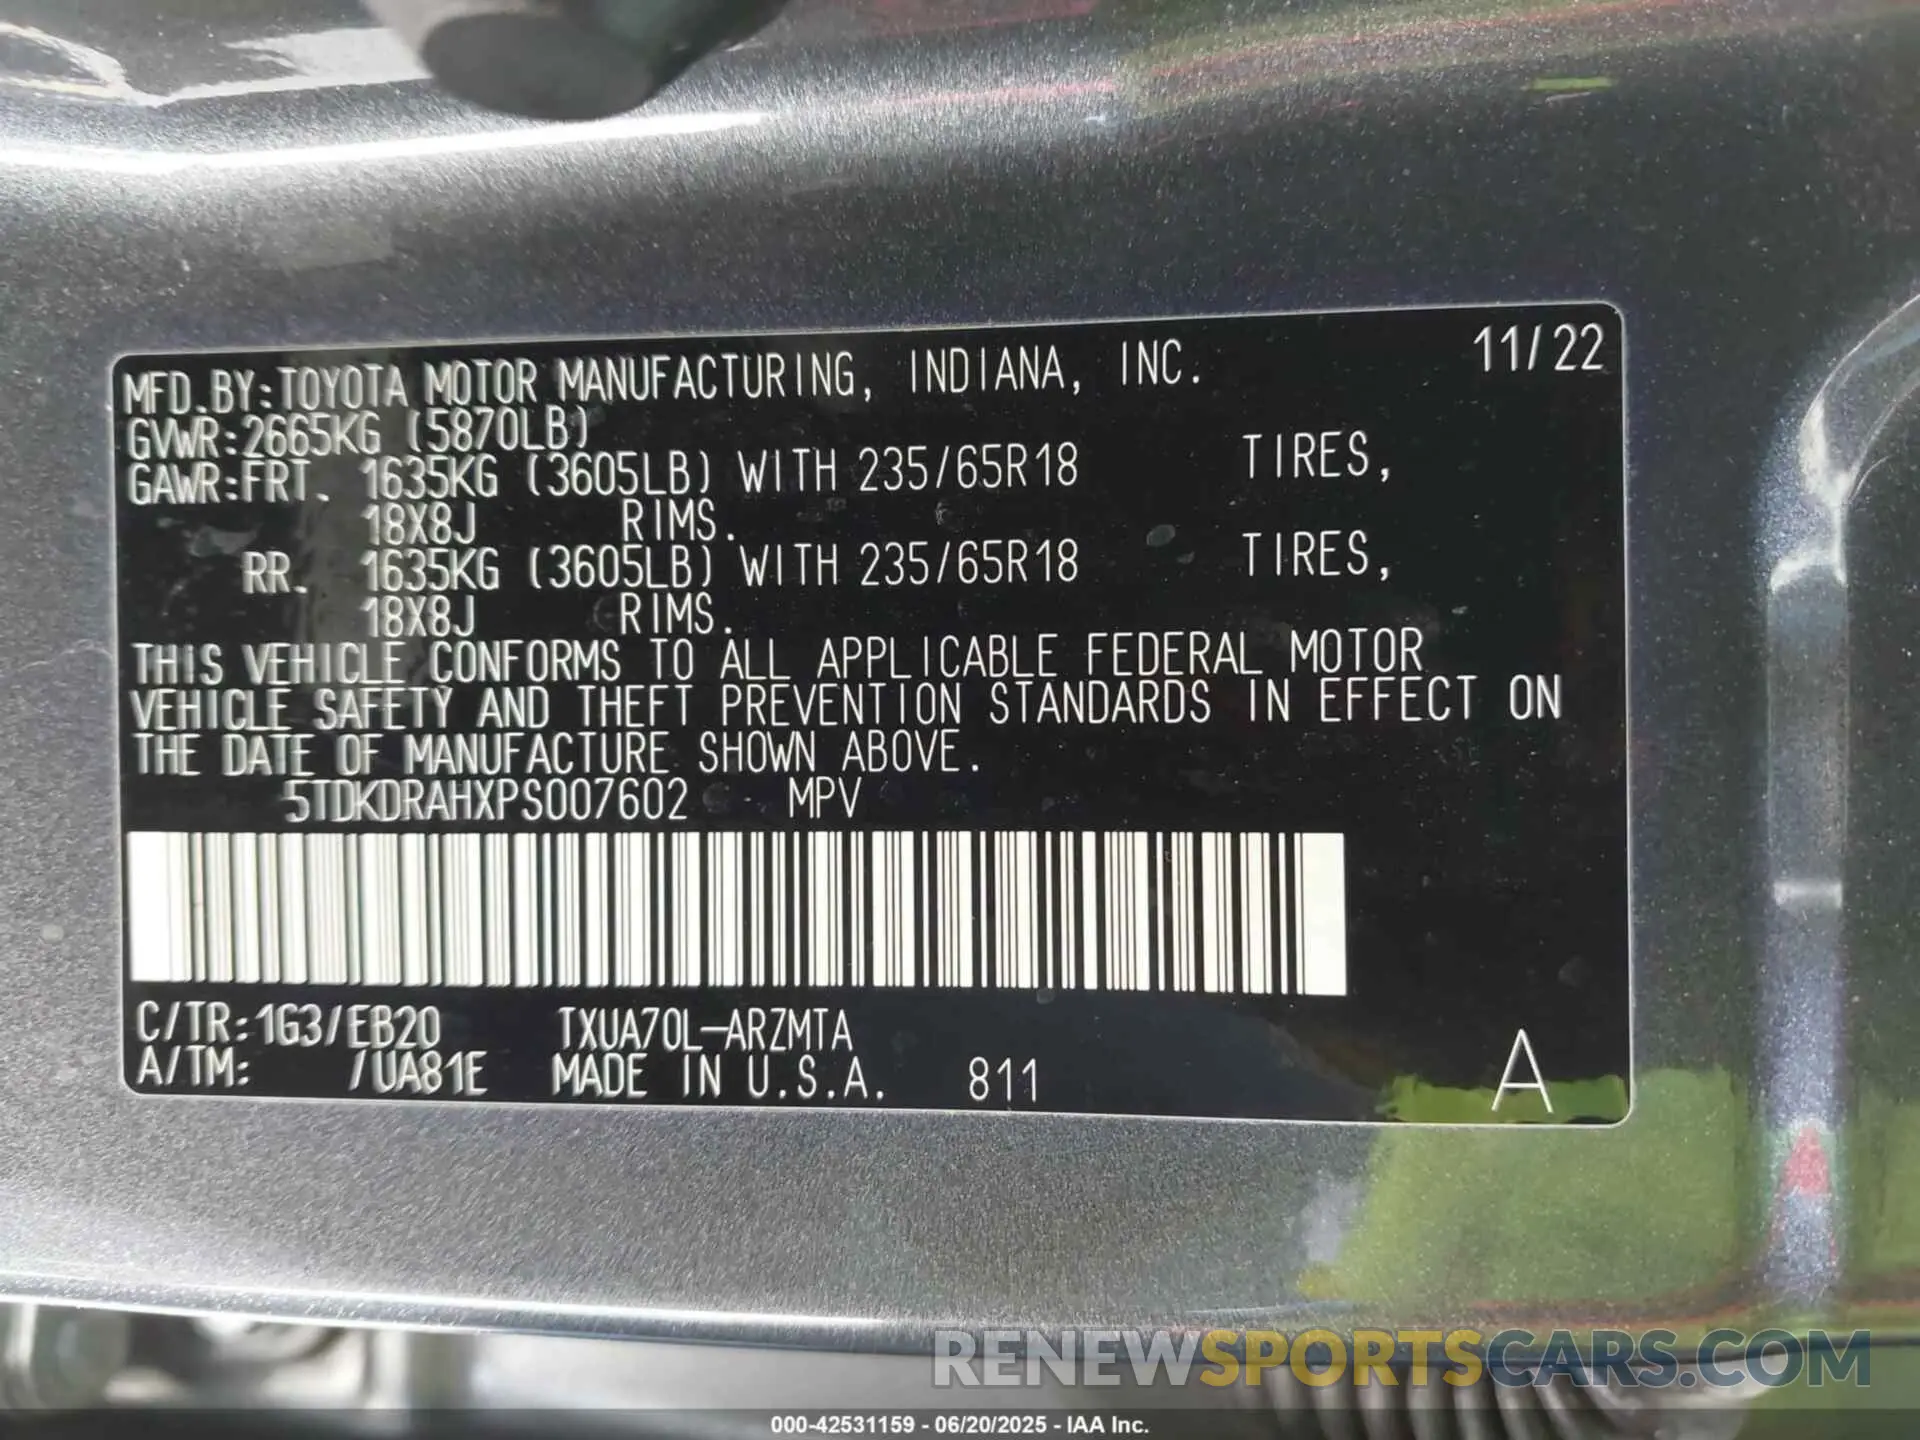 MFD.BY:TOYOTA MOTOR MANUFACTURING, INDIANA, INC. 11/22
GVWR:2665KG (5870LB)
GAWR:FRT. 1635KG (3605LB) WITH 235/65R18 TIRES,
18X8J RIMS.
RR. 1635KG (3605LB) WITH 235/65R18 TIRES,
18X8J RIMS.
THIS VEHICLE CONFORMS TO ALL APPLICABLE FEDERAL MOTOR
VEHICLE SAFETY AND THEFT PREVENTION STANDARDS IN EFFECT ON
THE DATE OF MANUFACTURE SHOWN ABOVE.
5TDKDRAHXPS007602 MPV
C/TR:1G3/EB20 TXUA70L-ARZMTA
A/TM: /UA81E MADE IN U.S.A. 811 A
RENEWSPORTSCARS.COM
000-42531159 - 06/20/2025 - IAA Inc.